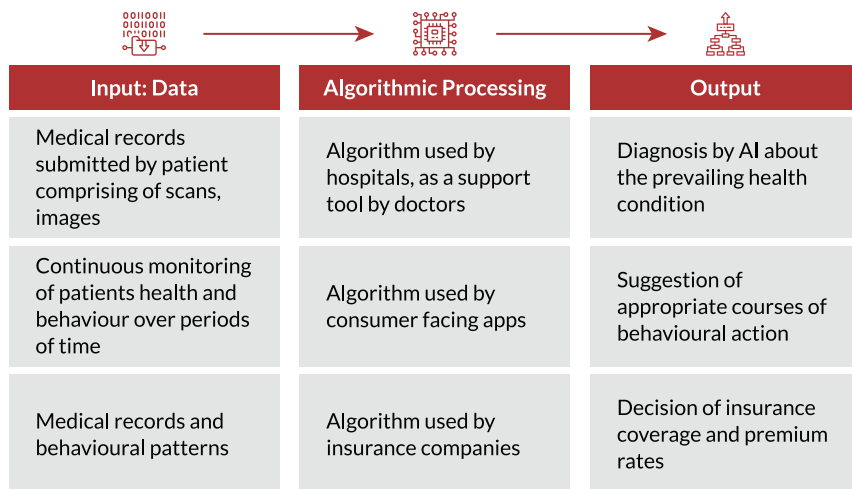 Input: Data
Algorithmic Processing
Output
Medical records
submitted by patient
comprising of scans,
images
Algorithm used by
hospitals, as a support
tool by doctors
Diagnosis by AI about
the prevailing health
condition
Continuous monitoring
of patients health and
behaviour over periods
of time
Algorithm used by
consumer facing apps
Suggestion of
appropriate courses of
behavioural action
Medical records and
behavioural patterns
Algorithm used by
insurance companies
Decision of insurance
coverage and premium
rates